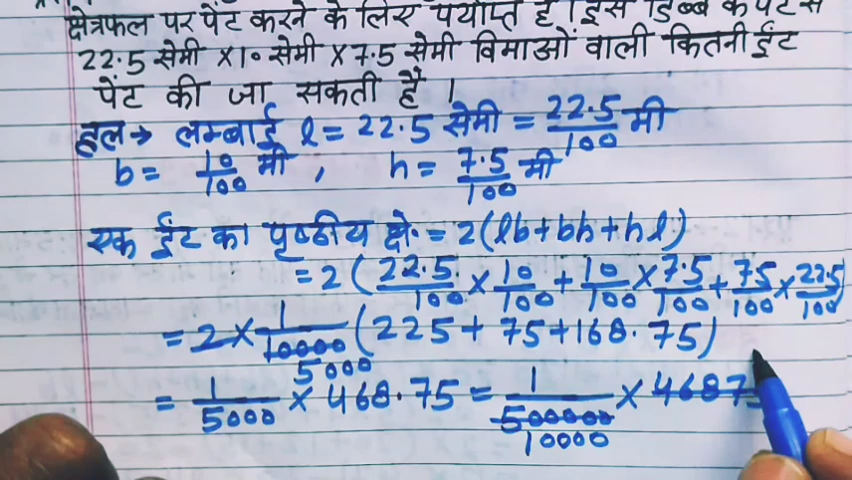 क्षेत्रफल पर पेंट करने के लिए पर्याप्त है । इस डिब्बे के पेंट से
22.5 सेमी × 10 सेमी × 7.5 सेमी विमाओं वाली कितनी ईंट
पेंट की जा सकती है ।
हल → लम्बाई l = 22.5 सेमी = 22.5/100 मी
b = 10/100 मी , h = 7.5/100 मी
एक ईंट का पृष्ठीय क्षे. = 2(lb+bh+hl)
= 2 ( 22.5/100 × 10/100 + 10/100 × 7.5/100 + 7.5/100 × 22.5/100
= 2 × 1/10000 (225 + 75 + 168.75)
5000
= 1/5000 × 468.75 = 1/500000 × 46875
10000